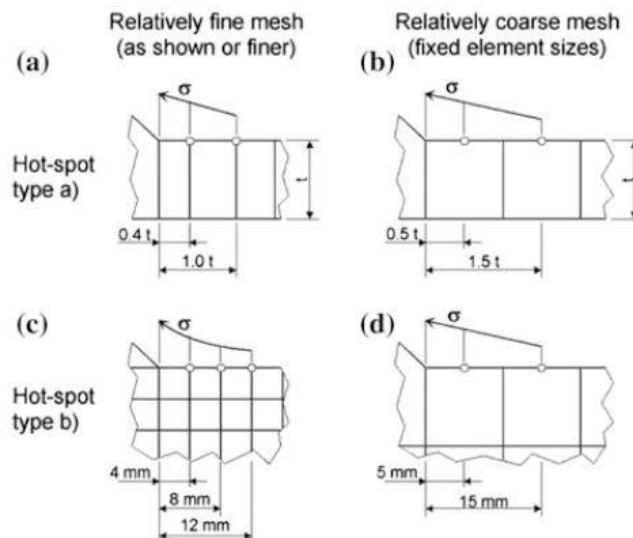 Relatively fine mesh
(as shown or finer)
Relatively coarse mesh
(fixed element sizes)
(a)
(b)
Hot-spot
type a)
σ
t
0.4 t
1.0 t
σ
t
0.5 t
1.5 t
(c)
(d)
Hot-spot
type b)
σ
4 mm
8 mm
12 mm
σ
5 mm
15 mm